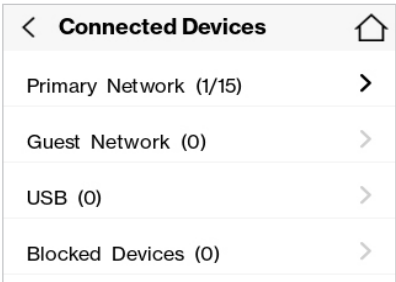 Connected Devices
Primary Network (1/15)
Guest Network (0)
USB (0)
Blocked Devices (0)